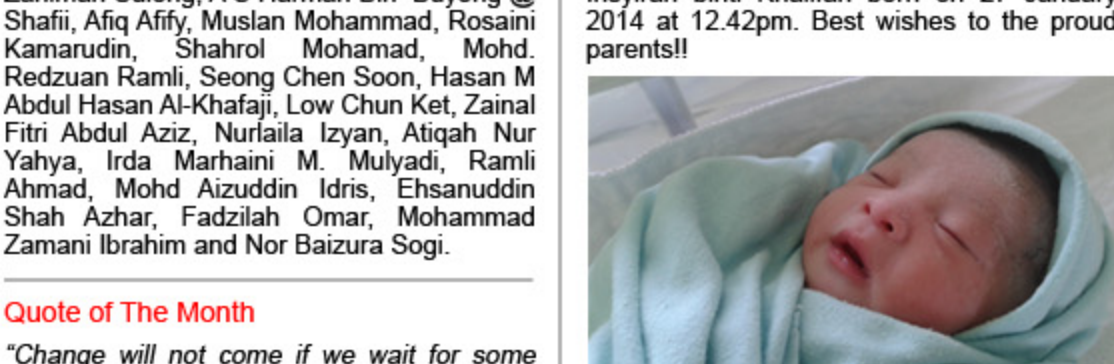 Shafii, Afiq Afify, Muslan Mohammad, Rosaini
Kamarudin, Shahrol Mohamad, Mohd.
Redzuan Ramli, Seong Chen Soon, Hasan M
Abdul Hasan Al-Khafaji, Low Chun Ket, Zainal
Fitri Abdul Aziz, Nurlaila Izyan, Atiqah Nur
Yahya, Irda Marhaini M. Mulyadi, Ramli
Ahmad, Mohd Aizuddin Idris, Ehsanuddin
Shah Azhar, Fadzilah Omar, Mohammad
Zamani Ibrahim and Nor Baizura Sogi.
Quote of The Month
“Change will not come if we wait for some
2014 at 12.42pm. Best wishes to the proud
parents!!